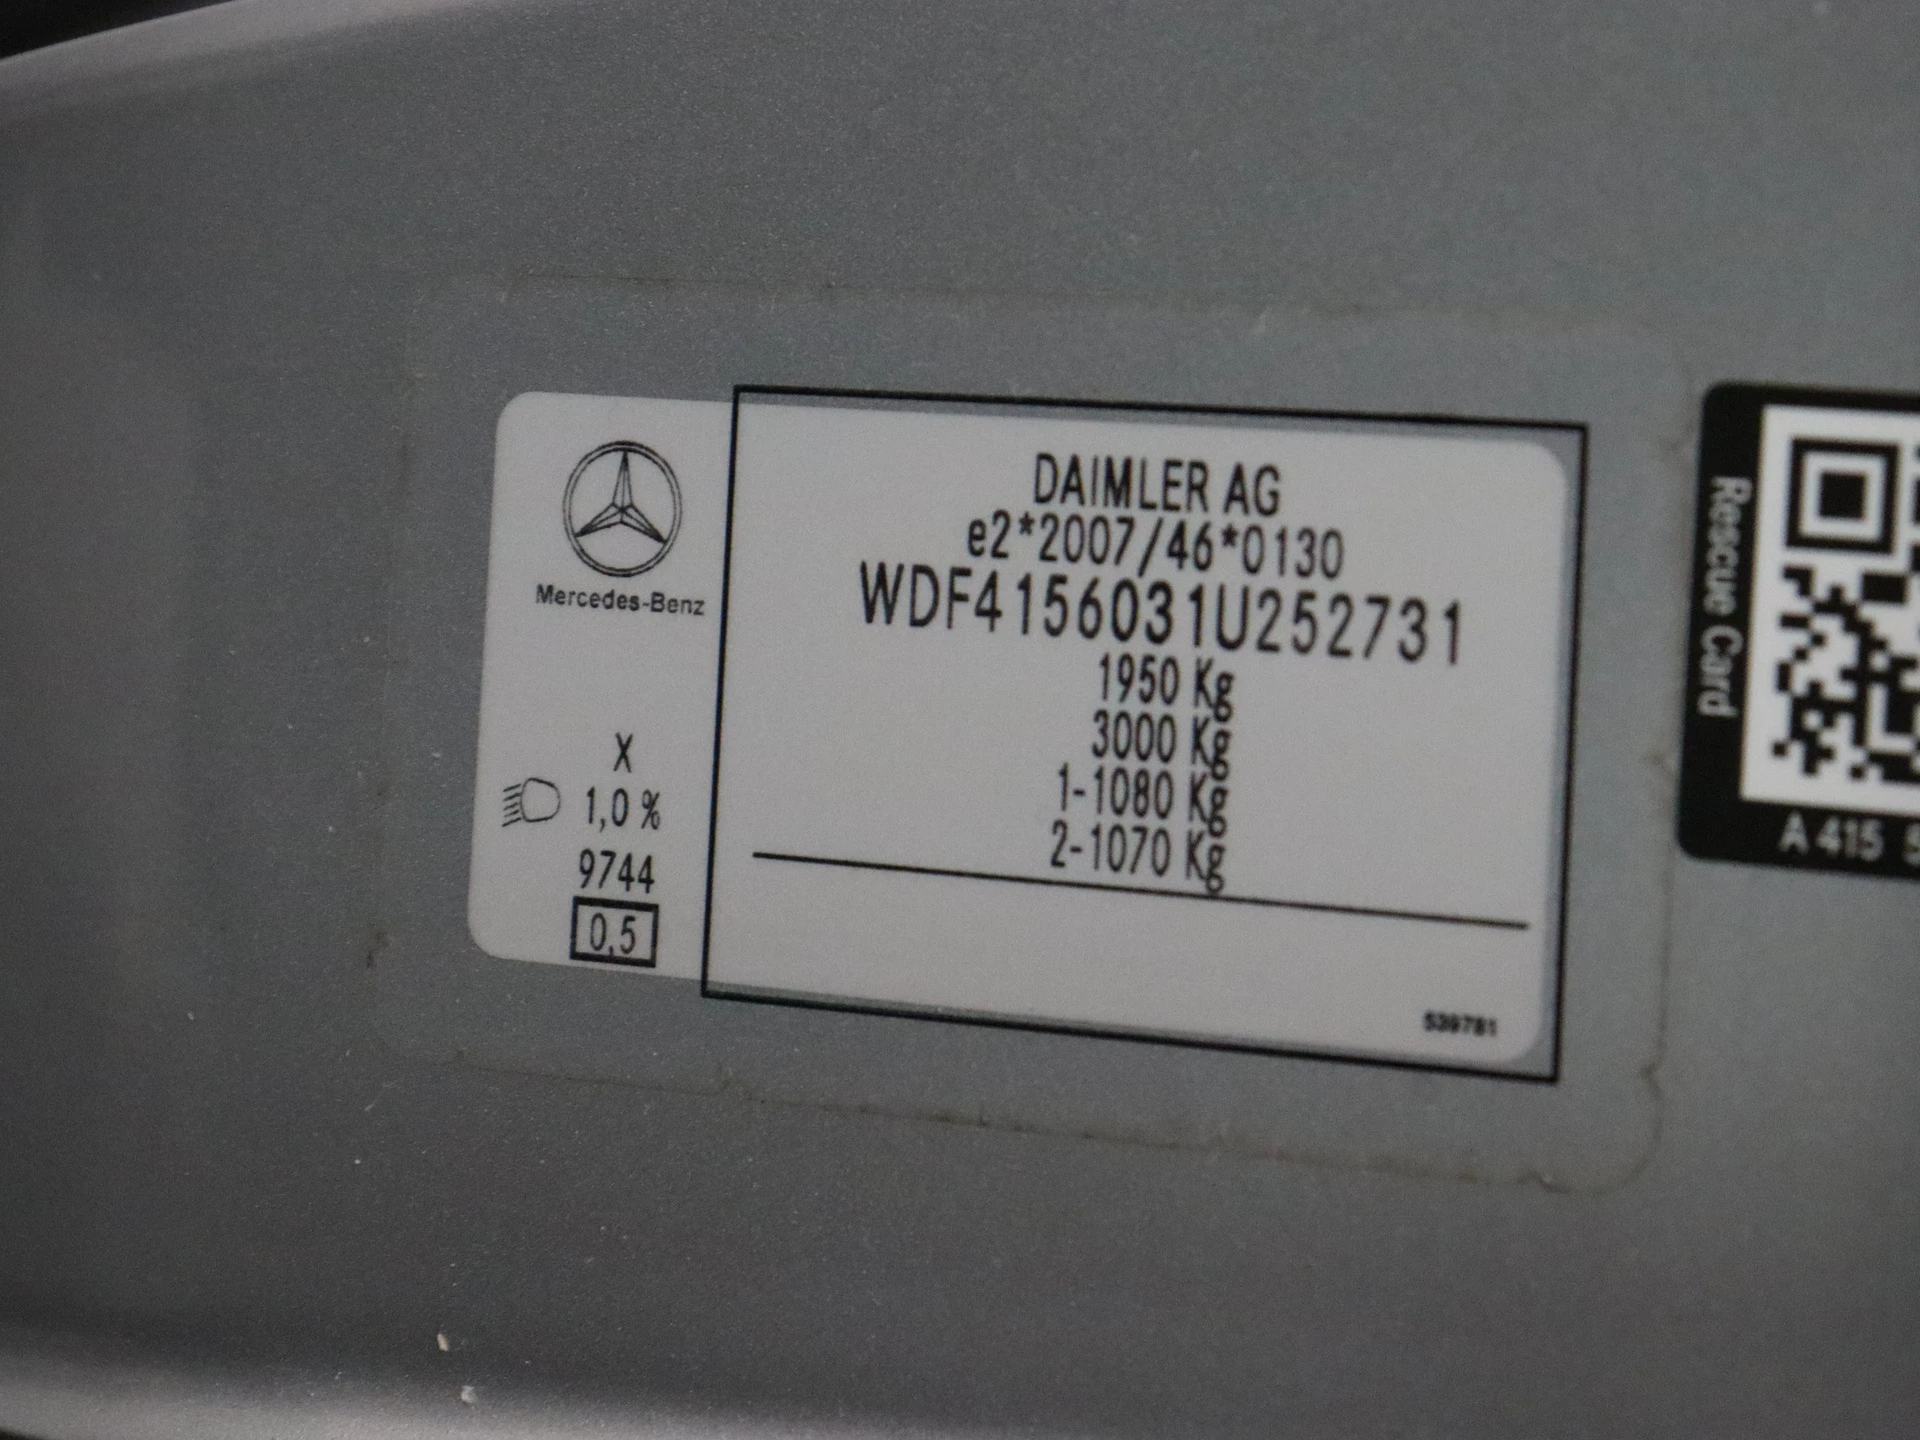 Mercedes-Benz
X
1,0 %
9744
0,5
DAIMLER AG
e2*2007/46*0130
WDF4156031U252731
1950 Kg
3000 Kg
1-1080 Kg
2-1070 Kg
539781
Rescue Card
A 415